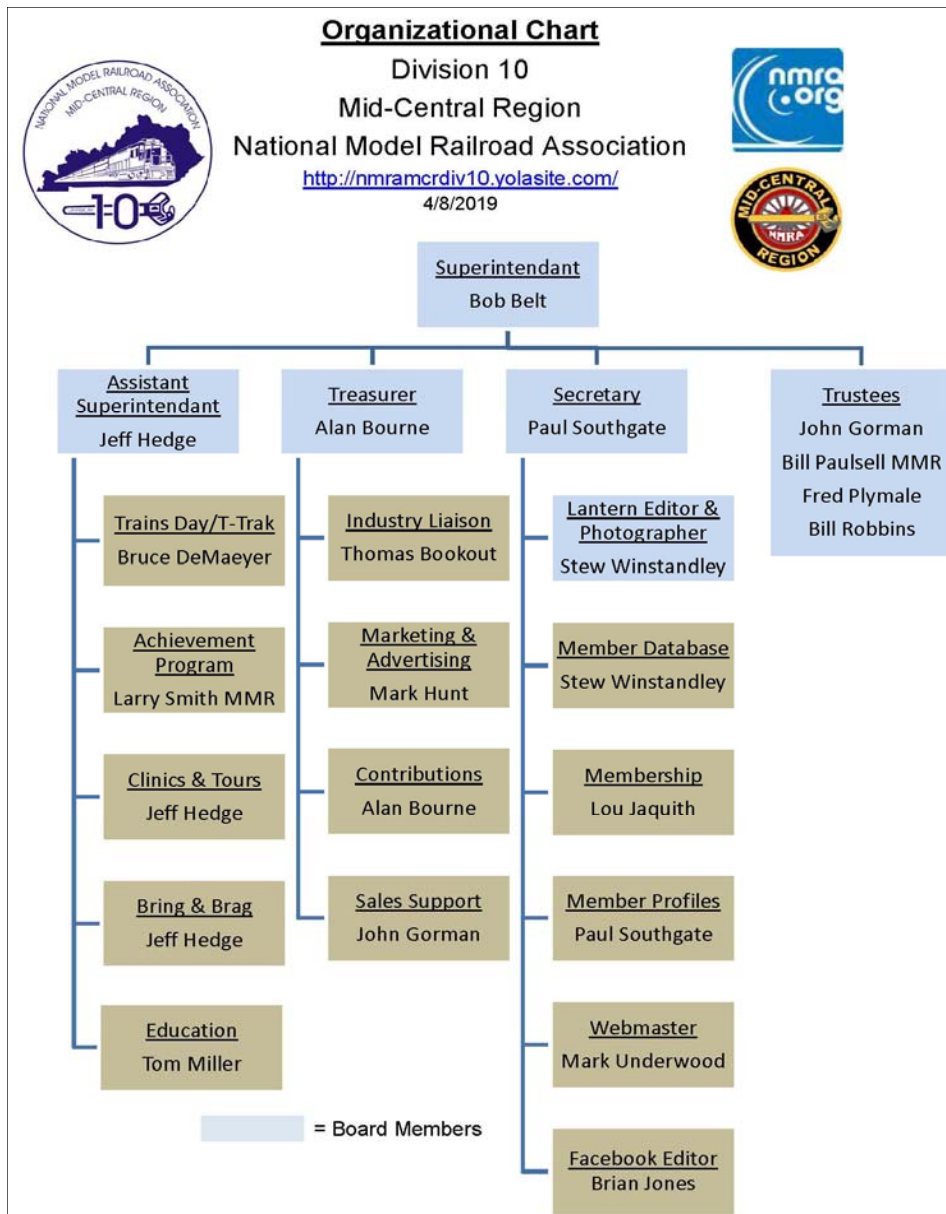 Organizational Chart
Division 10
Mid-Central Region
National Model Railroad Association
http://nmramcrdiv10.yolasite.com/
4/8/2019
NATIONAL MODEL RAILROAD ASSOCIATION
MID-CENTRAL REGION
10
nmra
.org
MID-CENTRAL
NMRA
REGION
Superintendant
Bob Belt
Assistant
Superintendant
Jeff Hedge
Treasurer
Alan Bourne
Secretary
Paul Southgate
Trustees
John Gorman
Bill Paulsell MMR
Fred Plymale
Bill Robbins
Trains Day/T-Trak
Bruce DeMaeyer
Achievement
Program
Larry Smith MMR
Clinics & Tours
Jeff Hedge
Bring & Brag
Jeff Hedge
Education
Tom Miller
Industry Liaison
Thomas Bookout
Marketing &
Advertising
Mark Hunt
Contributions
Alan Bourne
Sales Support
John Gorman
Lantern Editor &
Photographer
Stew Winstandley
Member Database
Stew Winstandley
Membership
Lou Jaquith
Member Profiles
Paul Southgate
Webmaster
Mark Underwood
Facebook Editor
Brian Jones
= Board Members